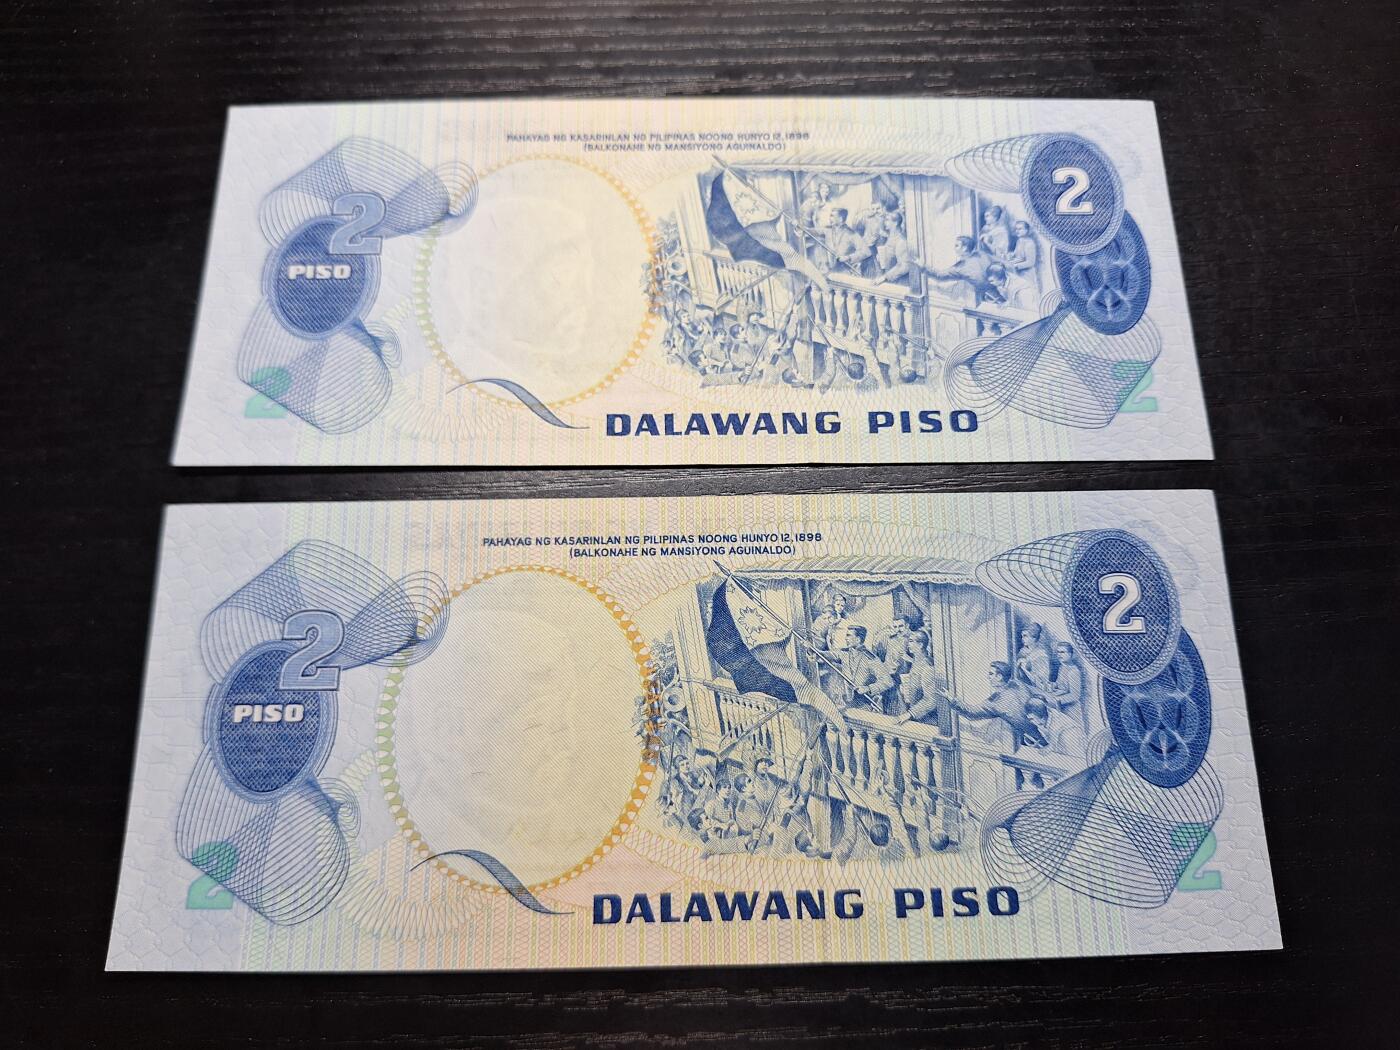 PAHAYAG NG KASARINLAN NG PILIPINAS NOONG HUNYO 12, 1898
(BALKONAHE NG MANSIYONG AGUINALDO)
2
2
PISO
2
2
DALAWANG PISO
PAHAYAG NG KASARINLAN NG PILIPINAS NOONG HUNYO 12, 1898
(BALKONAHE NG MANSIYONG AGUINALDO)
2
2
PISO
2
2
DALAWANG PISO